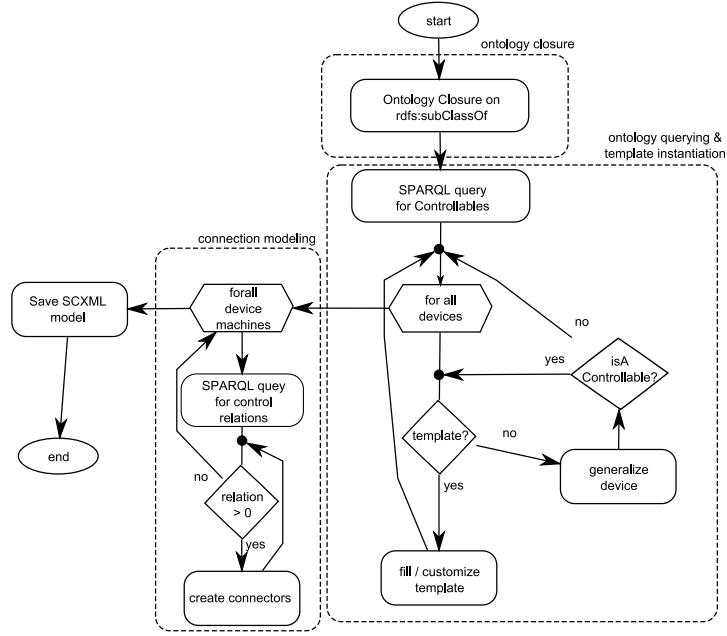 start
ontology closure
Ontology Closure on
rdfs:subClassOf
ontology querying &
template instantiation
SPARQL query
for Controllables
connection modeling
Save SCXML
model
forall
device
machines
for all
devices
no
yes
isA
Controllable?
SPARQL quey
for control
relations
template?
no
generalize
device
end
no
relation
> 0
yes
yes
create connectors
fill / customize
template